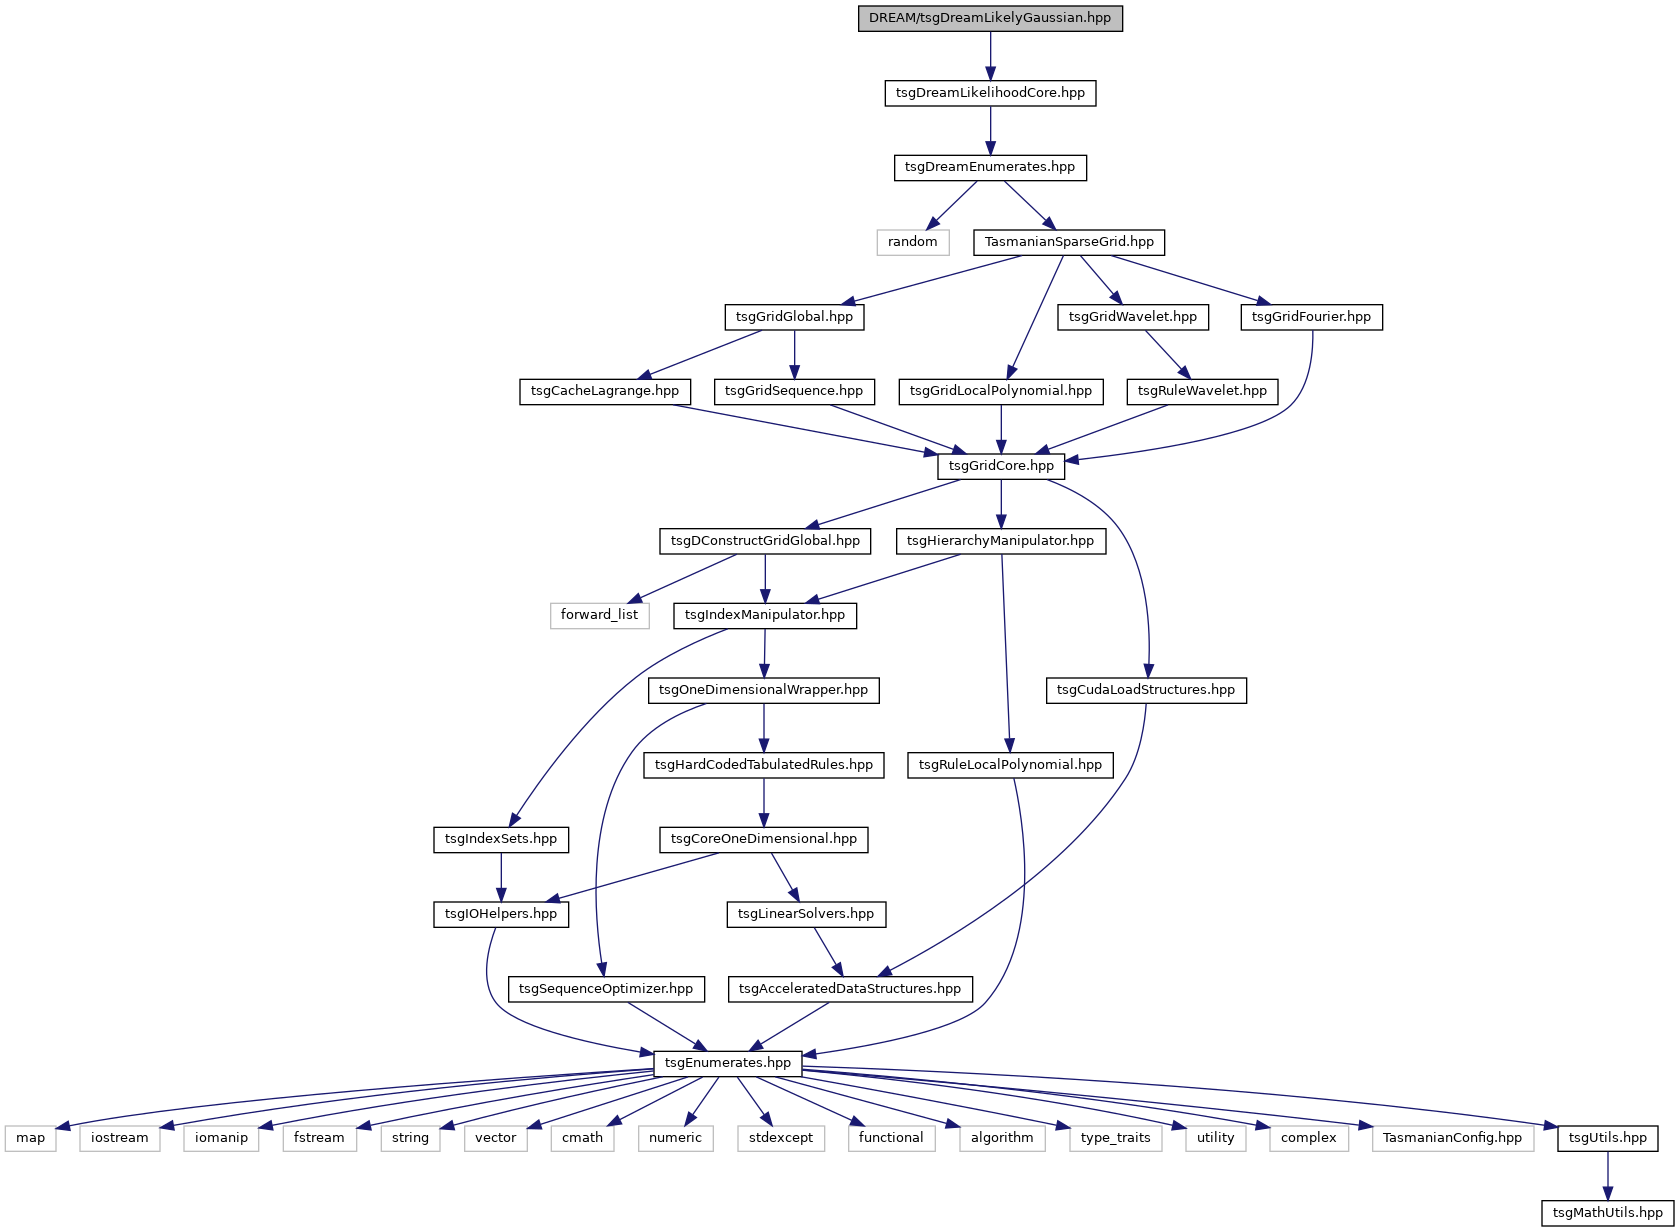 DREAM/tsgDreamLikelyGaussian.hpp
tsgDreamLikelihoodCore.hpp
tsgDreamEnumerates.hpp
random
TasmanianSparseGrid.hpp
tsgGridGlobal.hpp
tsgGridWavelet.hpp
tsgGridFourier.hpp
tsgCacheLagrange.hpp
tsgGridSequence.hpp
tsgGridLocalPolynomial.hpp
tsgRuleWavelet.hpp
tsgGridCore.hpp
tsgDConstructGridGlobal.hpp
tsgHierarchyManipulator.hpp
forward_list
tsgIndexManipulator.hpp
tsgOneDimensionalWrapper.hpp
tsgCudaLoadStructures.hpp
tsgHardCodedTabulatedRules.hpp
tsgRuleLocalPolynomial.hpp
tsgIndexSets.hpp
tsgCoreOneDimensional.hpp
tsgIOHelpers.hpp
tsgLinearSolvers.hpp
tsgSequenceOptimizer.hpp
tsgAcceleratedDataStructures.hpp
tsgEnumerates.hpp
map
iostream
iomanip
fstream
string
vector
cmath
numeric
stdexcept
functional
algorithm
type_traits
utility
complex
TasmanianConfig.hpp
tsgUtils.hpp
tsgMathUtils.hpp